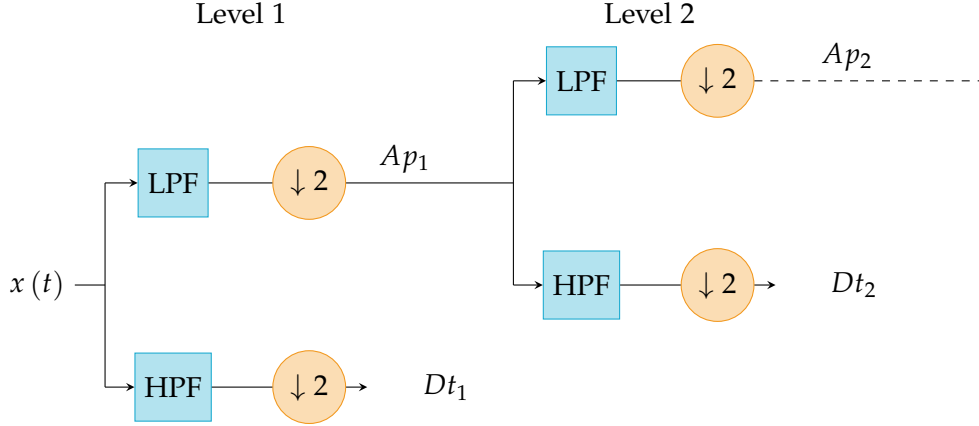 Level 1
Level 2
LPF
↓ 2
Ap₂
LPF
↓ 2
Ap₁
x (t)
HPF
↓ 2
Dt₂
HPF
↓ 2
Dt₁